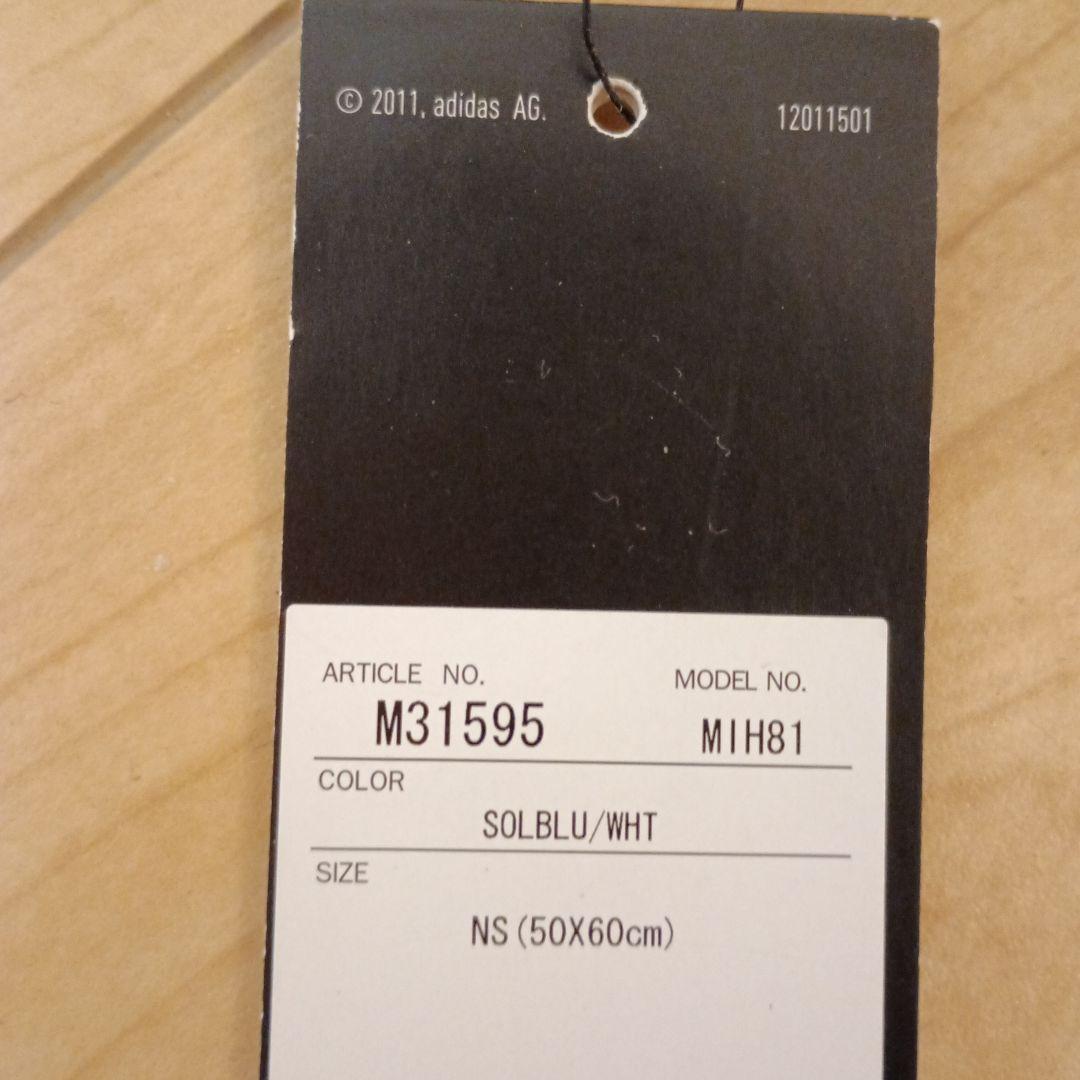 © 2011, adidas AG. 12011501
ARTICLE NO. MODEL NO.
M31595 MIH81
COLOR
SOLBLU/WHT
SIZE
NS(50X60cm)